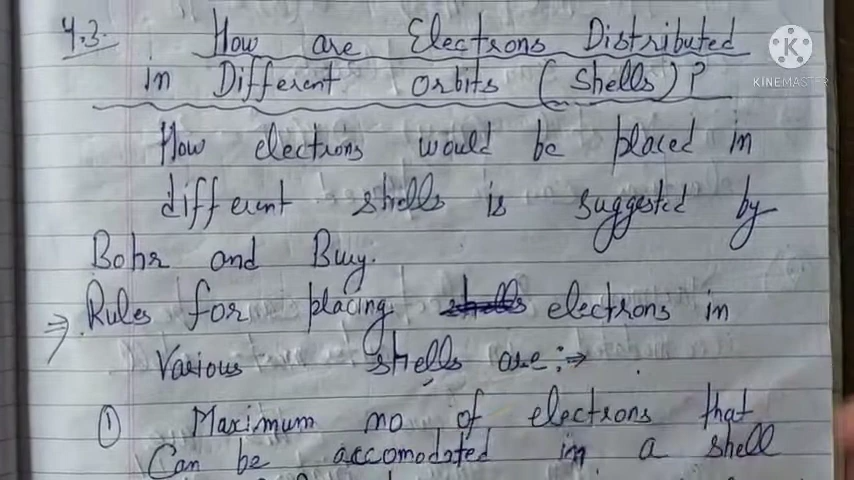 4.3. How are Electrons Distributed
in Different orbits (shells)?
How electrons would be placed in
different shells is suggested by
Bohr and Bury.
⇒ Rules for placing electrons in
Various shells are:⇒
① Maximum no of electrons that
Can be accomodated in a shell
KINEMASTER